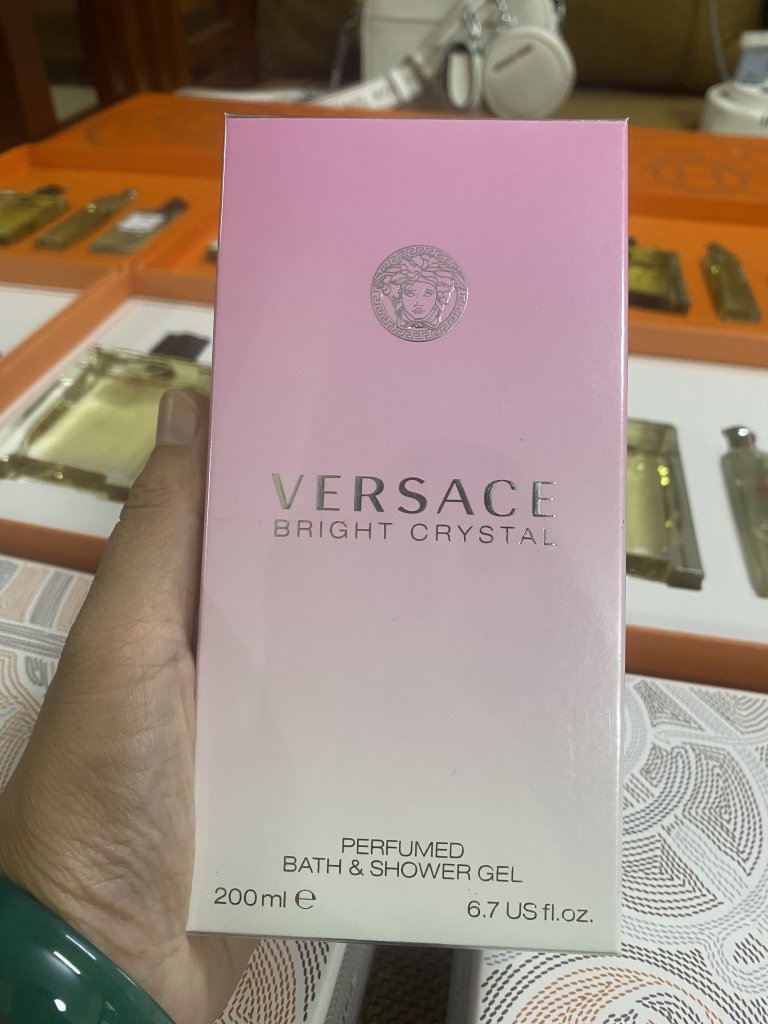 VERSACE
BRIGHT CRYSTAL
PERFUMED
BATH & SHOWER GEL
200ml ℮
6.7 US fl.oz.